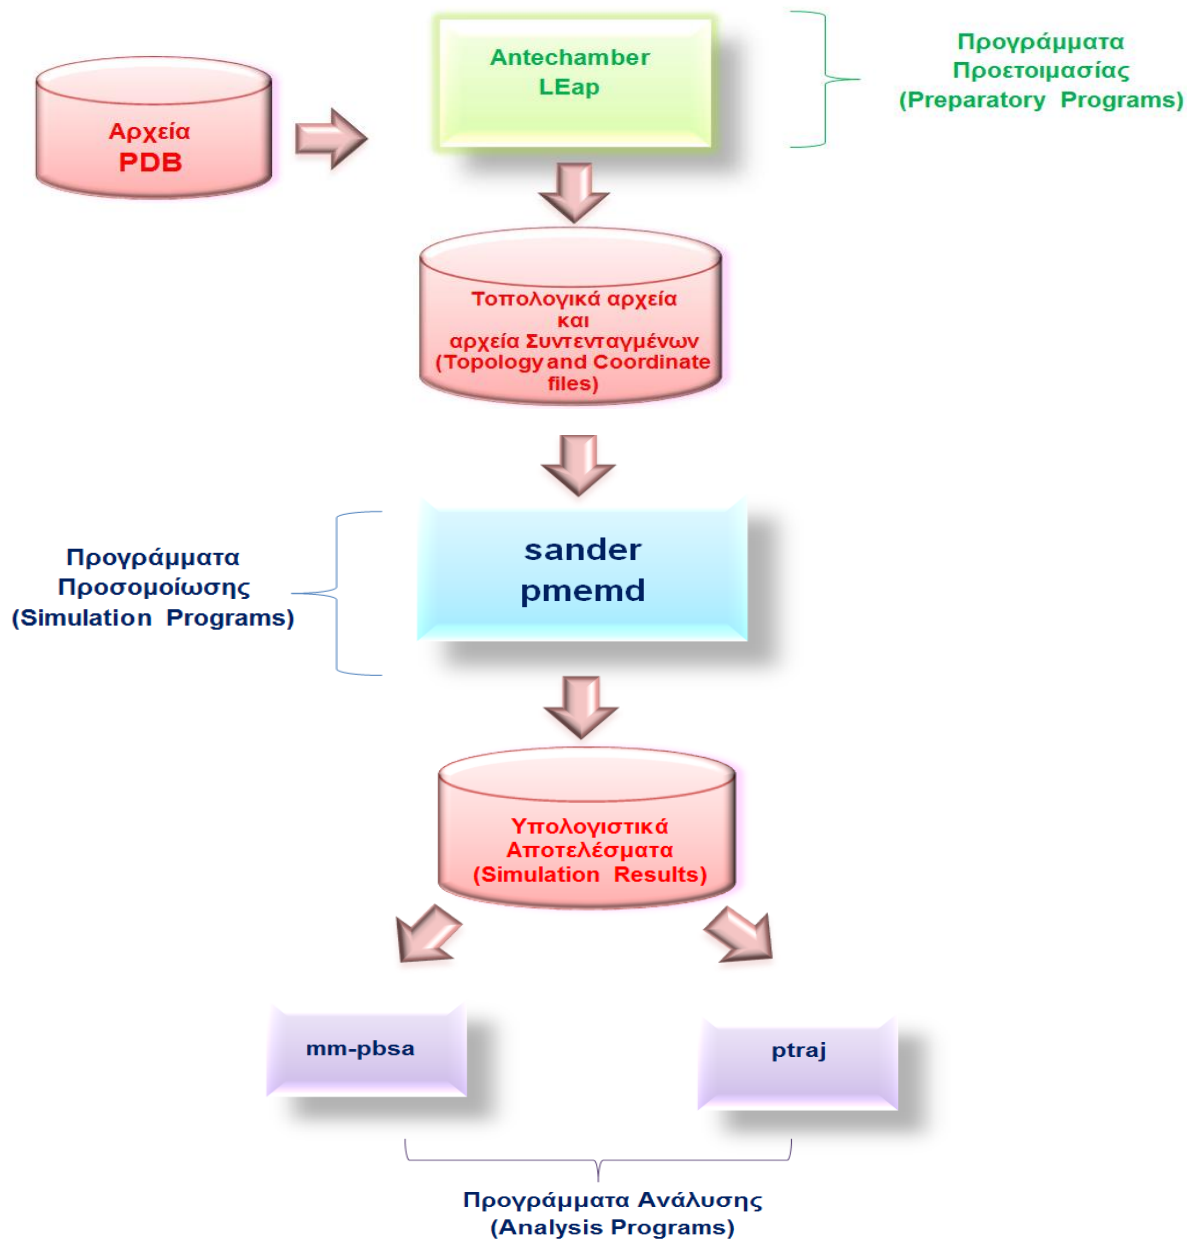 Antechamber
LEap
Προγράμματα
Προετοιμασίας
(Preparatory Programs)
Αρχεία
PDB
Τοπολογικά αρχεία
και
αρχεία Συντενταγμένων
(Topology and Coordinate
files)
sander
pmemd
Προγράμματα
Προσομοίωσης
(Simulation Programs)
Υπολογιστικά
Αποτελέσματα
(Simulation Results)
mm-pbsa
ptraj
Προγράμματα Ανάλυσης
(Analysis Programs)